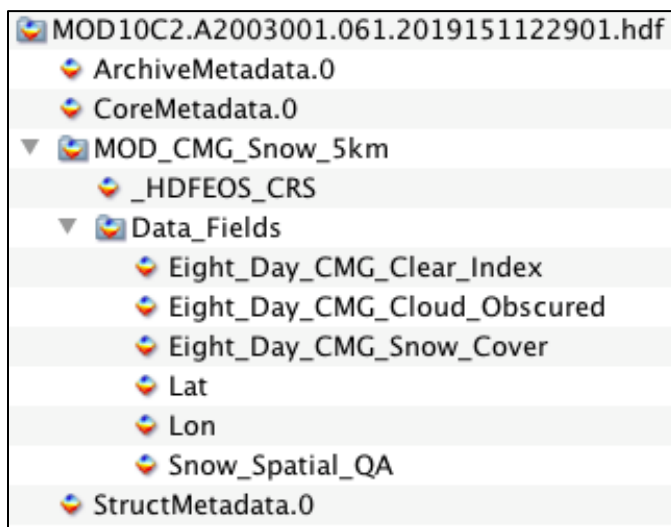 MOD10C2.A2003001.061.2019151122901.hdf
ArchiveMetadata.0
CoreMetadata.0
MOD_CMG_Snow_5km
_HDFEOS_CRS
Data_Fields
Eight_Day_CMG_Clear_Index
Eight_Day_CMG_Cloud_Obscured
Eight_Day_CMG_Snow_Cover
Lat
Lon
Snow_Spatial_QA
StructMetadata.0